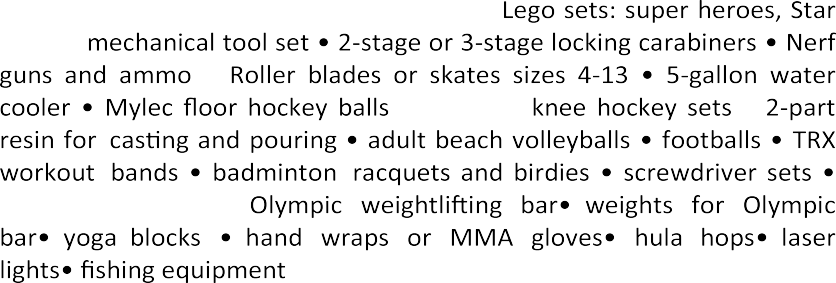 Lego sets: super heroes, Star
mechanical tool set • 2-stage or 3-stage locking carabiners • Nerf
guns and ammo Roller blades or skates sizes 4-13 • 5-gallon water
cooler • Mylec floor hockey balls knee hockey sets 2-part
resin for casting and pouring • adult beach volleyballs • footballs • TRX
workout bands • badminton racquets and birdies • screwdriver sets •
Olympic weightlifting bar• weights for Olympic
bar• yoga blocks • hand wraps or MMA gloves• hula hops• laser
lights• fishing equipment